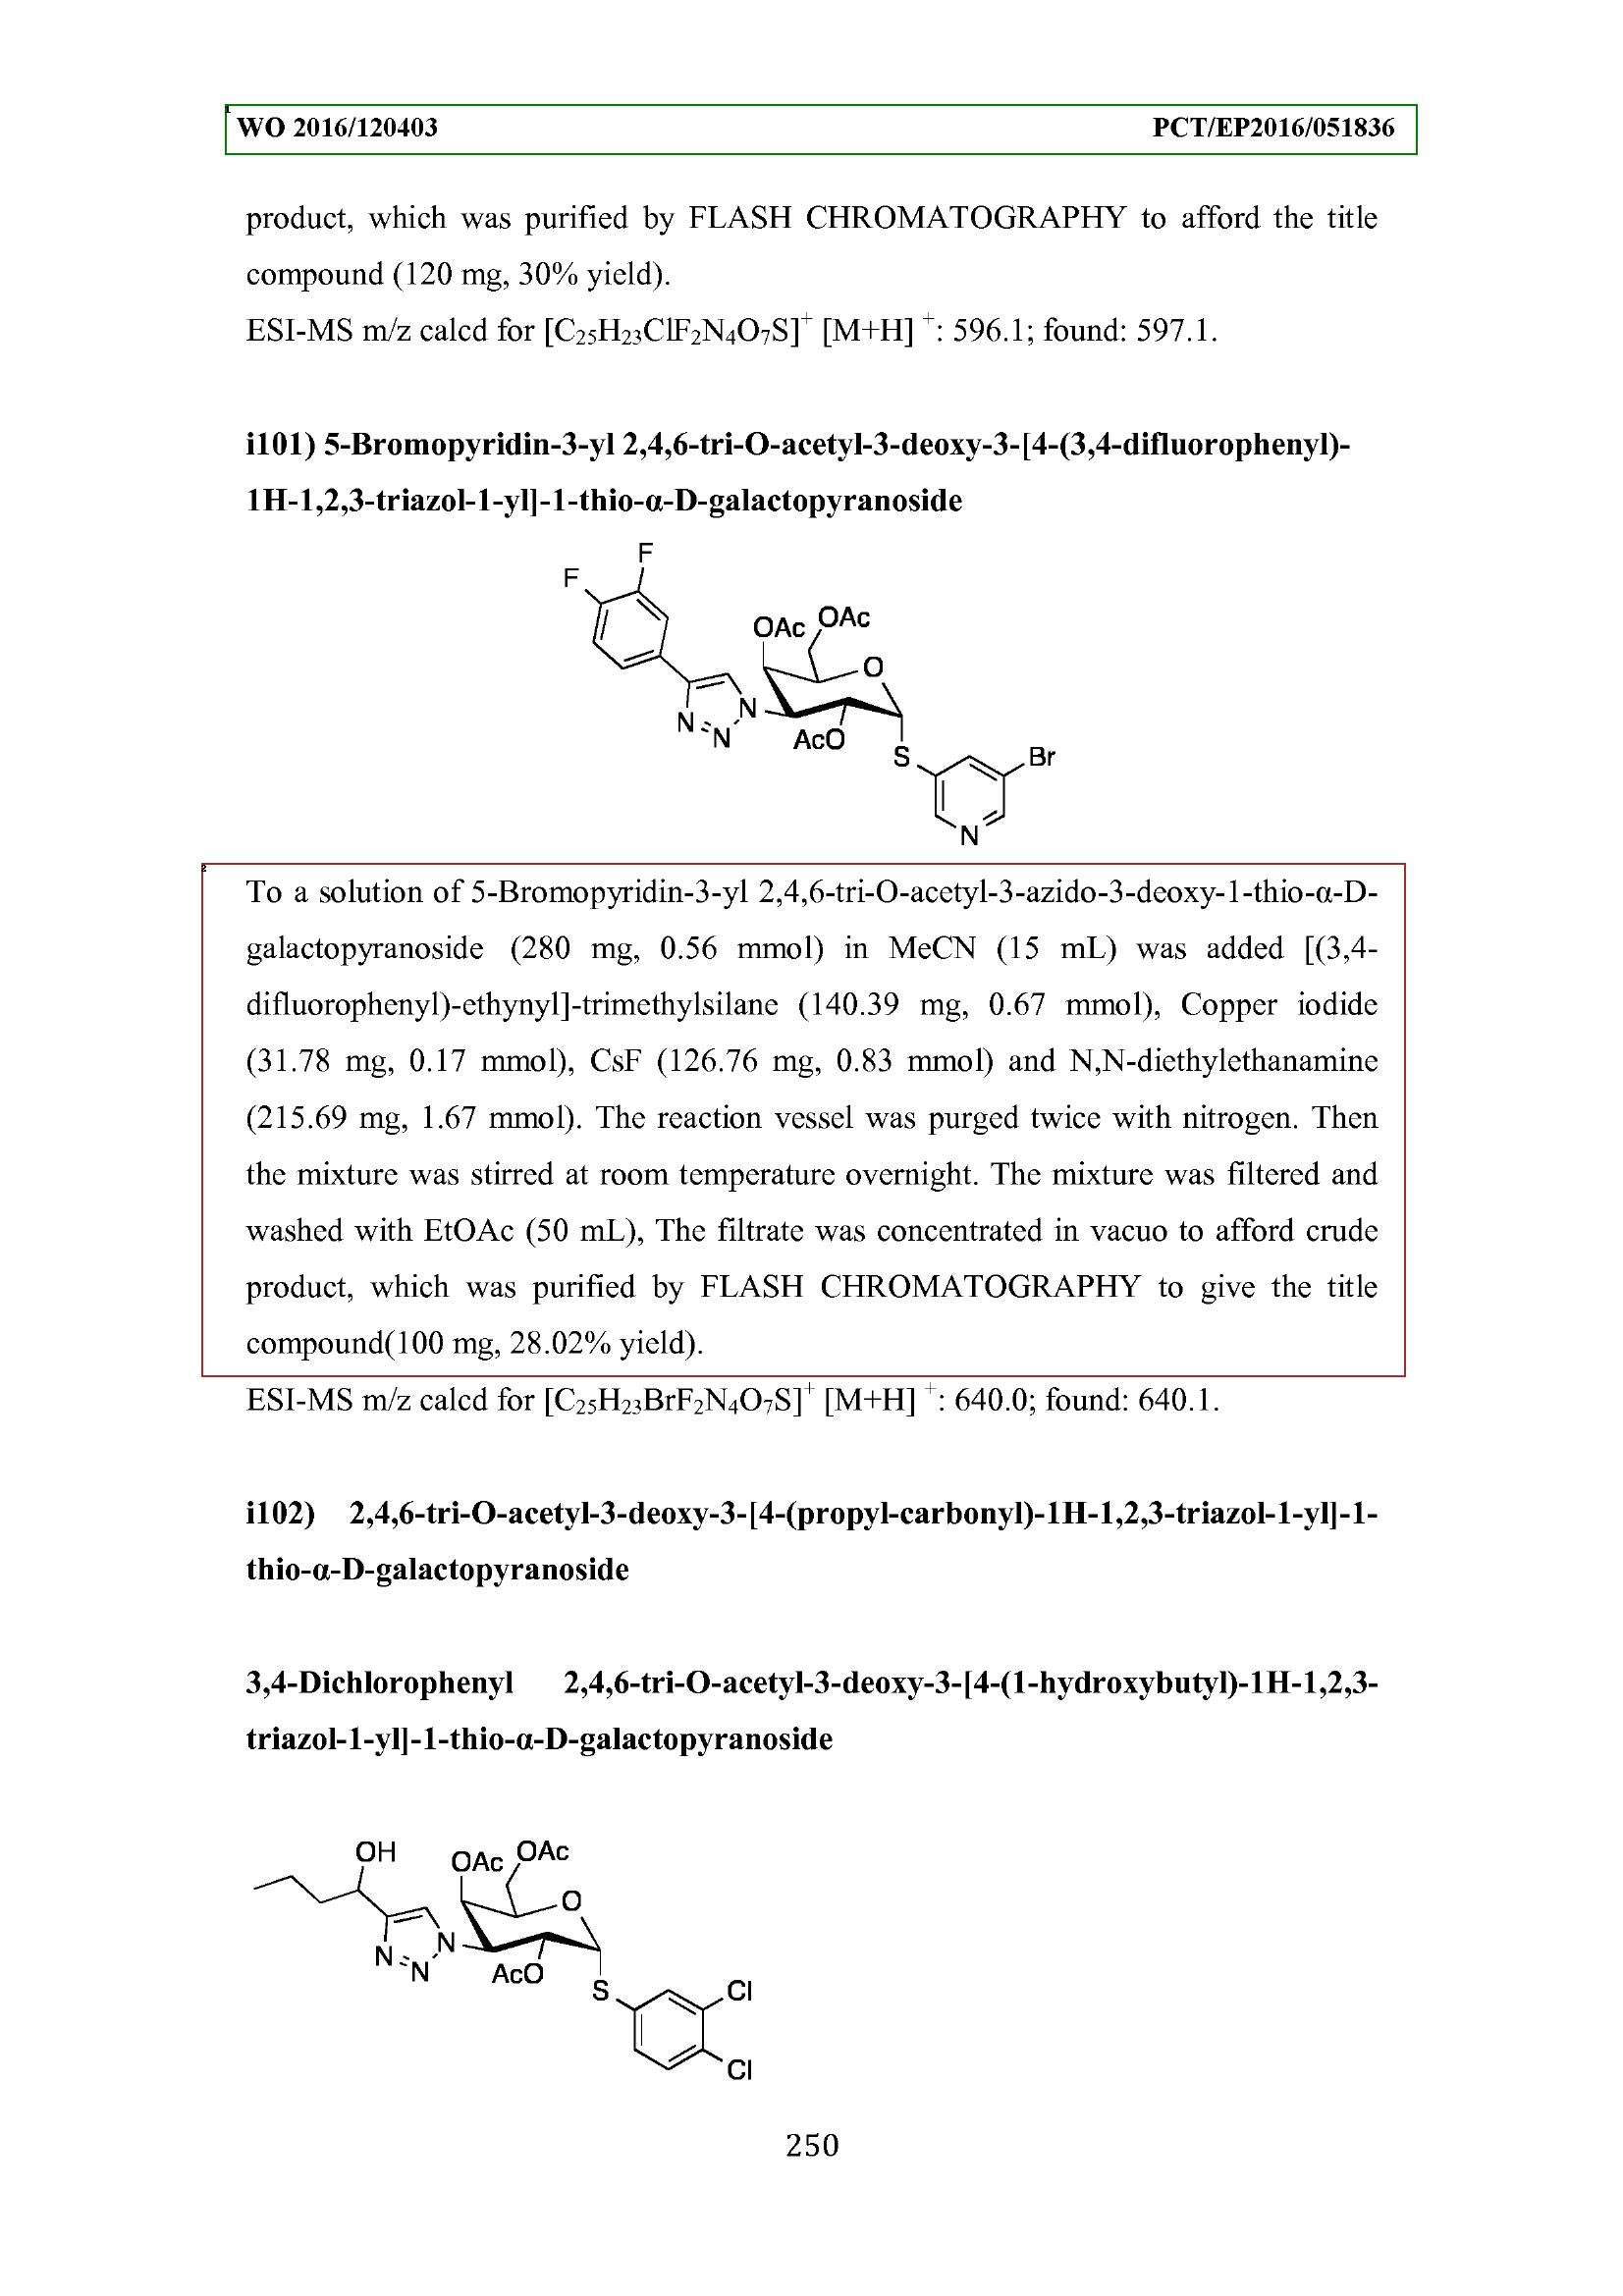 WO 2016/120403 PCT/EP2016/051836
product, which was purified by FLASH CHROMATOGRAPHY to afford the title
compound (120 mg, 30% yield).
ESI-MS m/z calcd for [C₂₅H₂₃ClF₂N₄O₇S]⁺ [M+H] ⁺: 596.1; found: 597.1.
i101) 5-Bromopyridin-3-yl 2,4,6-tri-O-acetyl-3-deoxy-3-[4-(3,4-difluorophenyl)-
1H-1,2,3-triazol-1-yl]-1-thio-α-D-galactopyranoside
F
F
OAc OAc
O
N
N N
AcO
S
Br
N
To a solution of 5-Bromopyridin-3-yl 2,4,6-tri-O-acetyl-3-azido-3-deoxy-1-thio-α-D-
galactopyranoside (280 mg, 0.56 mmol) in MeCN (15 mL) was added [(3,4-
difluorophenyl)-ethynyl]-trimethylsilane (140.39 mg, 0.67 mmol), Copper iodide
(31.78 mg, 0.17 mmol), CsF (126.76 mg, 0.83 mmol) and N,N-diethylethanamine
(215.69 mg, 1.67 mmol). The reaction vessel was purged twice with nitrogen. Then
the mixture was stirred at room temperature overnight. The mixture was filtered and
washed with EtOAc (50 mL), The filtrate was concentrated in vacuo to afford crude
product, which was purified by FLASH CHROMATOGRAPHY to give the title
compound(100 mg, 28.02% yield).
ESI-MS m/z calcd for [C₂₅H₂₃BrF₂N₄O₇S]⁺ [M+H] ⁺: 640.0; found: 640.1.
i102) 2,4,6-tri-O-acetyl-3-deoxy-3-[4-(propyl-carbonyl)-1H-1,2,3-triazol-1-yl]-1-
thio-α-D-galactopyranoside
3,4-Dichlorophenyl 2,4,6-tri-O-acetyl-3-deoxy-3-[4-(1-hydroxybutyl)-1H-1,2,3-
triazol-1-yl]-1-thio-α-D-galactopyranoside
OH
OAc OAc
O
N
N N
AcO
S
Cl
Cl
250